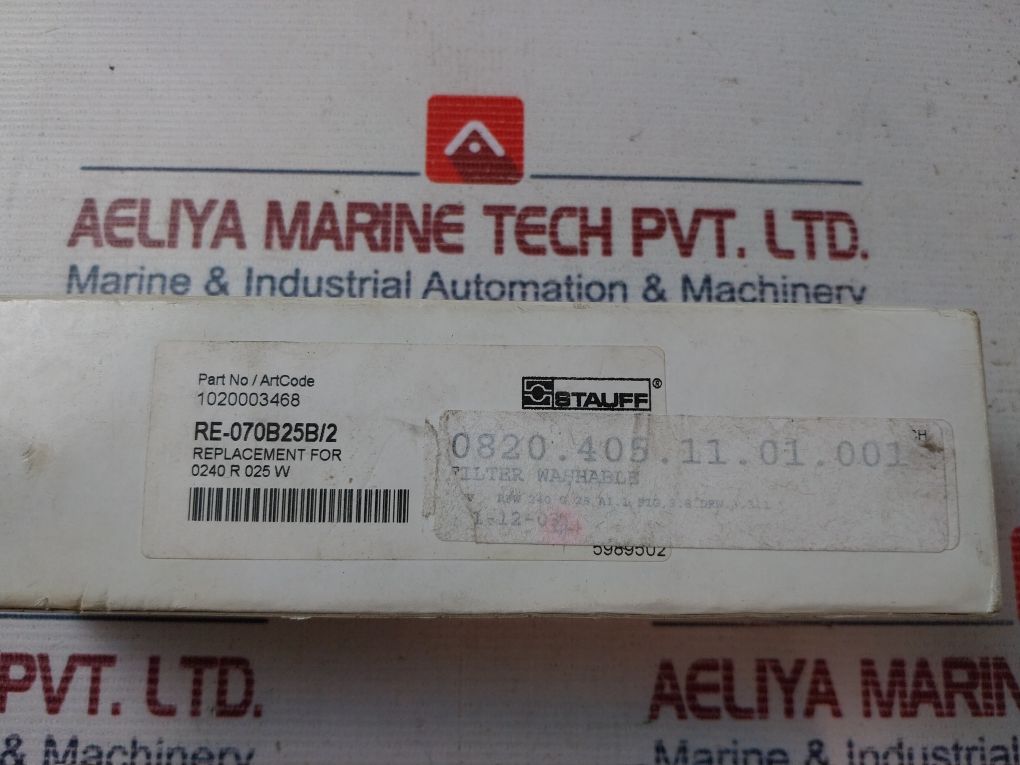 AELIYA MARINE TECH PVT. LTD.
Marine & Industrial Automation & Machinery
Part No / ArtCode
1020003468
STAUFF®
RE-070B25B/2
REPLACEMENT FOR
0240 R 025 W
0820.405.11.01.001
FILTER WASHABLE
5989502
PVT. LTD.
& Machinery
AELIYA MARIN
Marine & Industrial